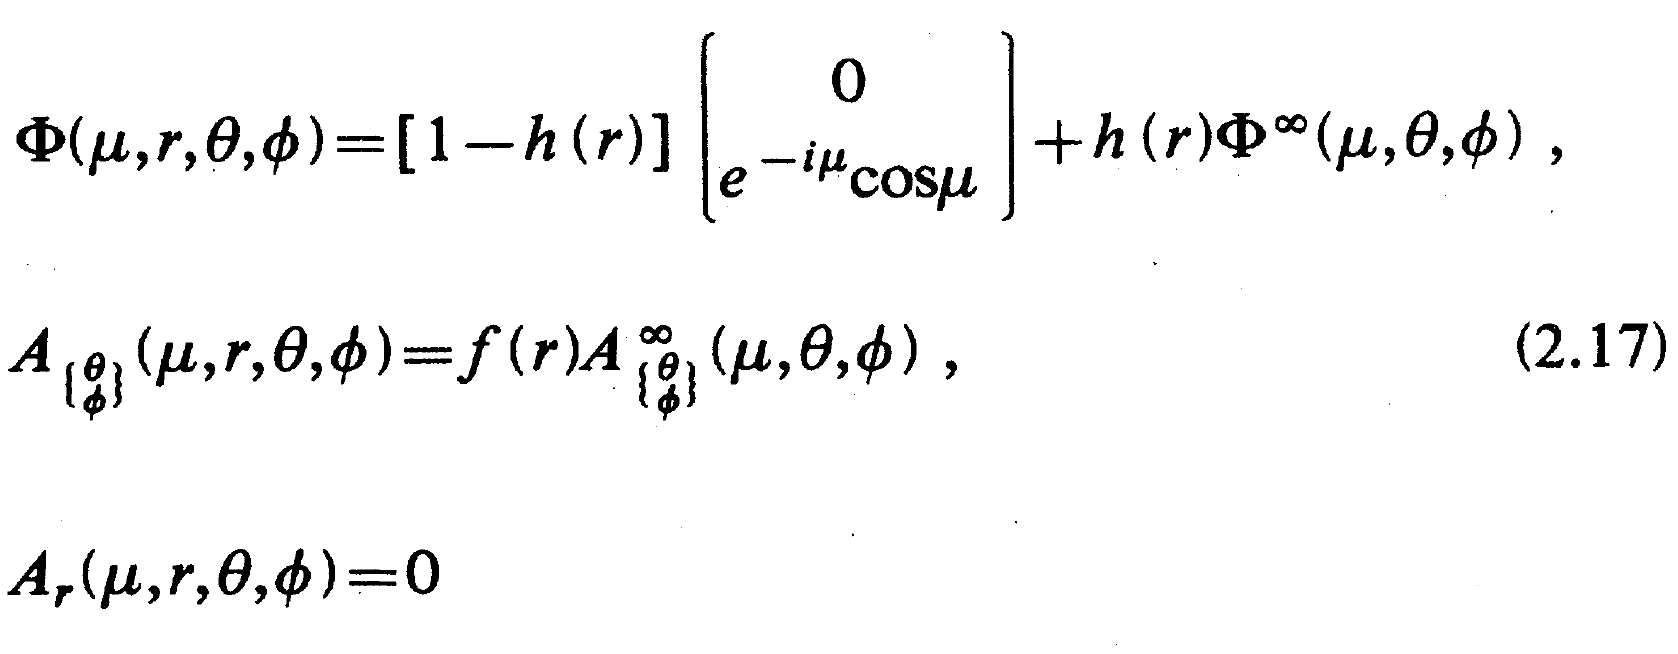 Φ(μ,r,θ,ϕ)=[1−h(r)] [ 0 ; e^{−iμ}cosμ ] +h(r)Φ^∞(μ,θ,ϕ) ,
A_{{θ ϕ}}(μ,r,θ,ϕ)=f(r)A^∞_{{θ ϕ}}(μ,θ,ϕ) , (2.17)
A_r(μ,r,θ,ϕ)=0